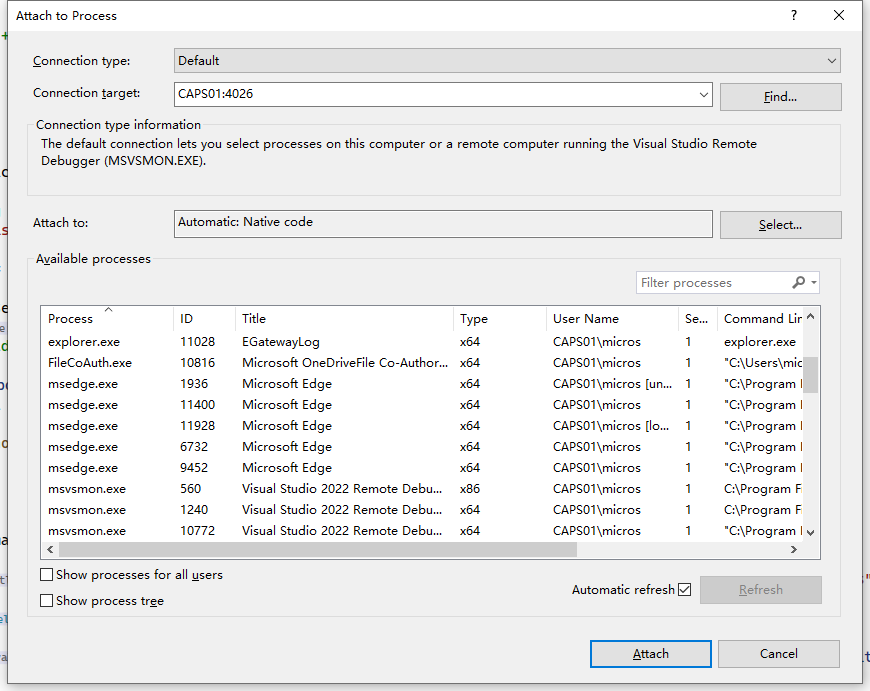 Attach to Process
Connection type:
Default
Connection target:
CAPS01:4026
Find...
Connection type information
The default connection lets you select processes on this computer or a remote computer running the Visual Studio Remote
Debugger (MSVSMON.EXE).
Attach to:
Automatic: Native code
Select...
Available processes
Filter processes
Process ID Title Type User Name Se... Command Lin
explorer.exe 11028 EGatewayLog x64 CAPS01\micros 1 explorer.exe
FileCoAuth.exe 10816 Microsoft OneDriveFile Co-Author... x64 CAPS01\micros 1 "C:\Users\mic
msedge.exe 1936 Microsoft Edge x64 CAPS01\micros [un... 1 "C:\Program
msedge.exe 11400 Microsoft Edge x64 CAPS01\micros 1 "C:\Program
msedge.exe 11928 Microsoft Edge x64 CAPS01\micros [lo... 1 "C:\Program
msedge.exe 6732 Microsoft Edge x64 CAPS01\micros 1 "C:\Program
msedge.exe 9452 Microsoft Edge x64 CAPS01\micros 1 "C:\Program
msvsmon.exe 560 Visual Studio 2022 Remote Debu... x86 CAPS01\micros 1 C:\Program F
msvsmon.exe 1240 Visual Studio 2022 Remote Debu... x64 CAPS01\micros 1 "C:\Program
msvsmon.exe 10772 Visual Studio 2022 Remote Debu... x64 CAPS01\micros 1 "C:\Program
Show processes for all users
Show process tree
Automatic refresh
Refresh
Attach
Cancel